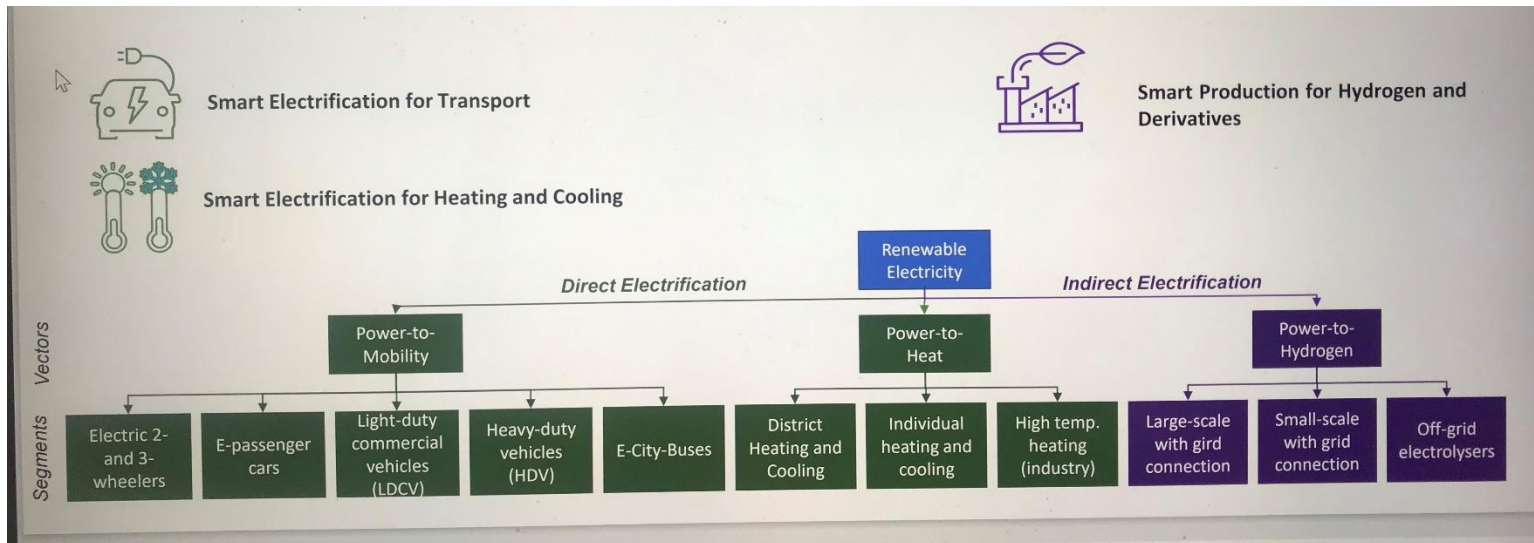 Smart Electrification for Transport
Smart Production for Hydrogen and
Derivatives
Smart Electrification for Heating and Cooling
Renewable
Electricity
Direct Electrification
Indirect Electrification
Vectors
Power-to-
Mobility
Power-to-
Heat
Power-to-
Hydrogen
Segments
Electric 2-
and 3-
wheelers
E-passenger
cars
Light-duty
commercial
vehicles
(LDCV)
Heavy-duty
vehicles
(HDV)
E-City-Buses
District
Heating and
Cooling
Individual
heating and
cooling
High temp.
heating
(industry)
Large-scale
with gird
connection
Small-scale
with grid
connection
Off-grid
electrolysers